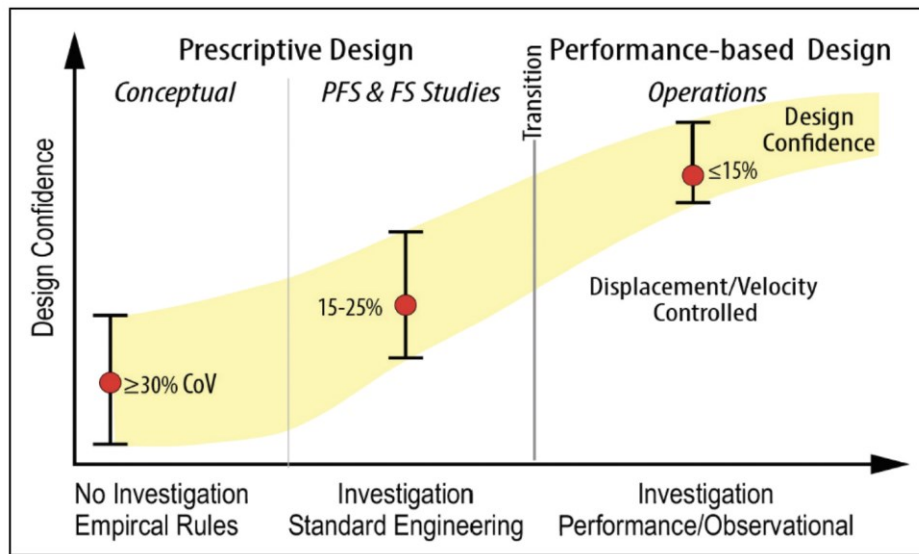 Prescriptive Design
Performance-based Design
Conceptual
PFS & FS Studies
Transition
Operations
Design
Confidence
≤15%
15-25%
≥30% CoV
Displacement/Velocity
Controlled
Design Confidence
No Investigation
Empircal Rules
Investigation
Standard Engineering
Investigation
Performance/Observational